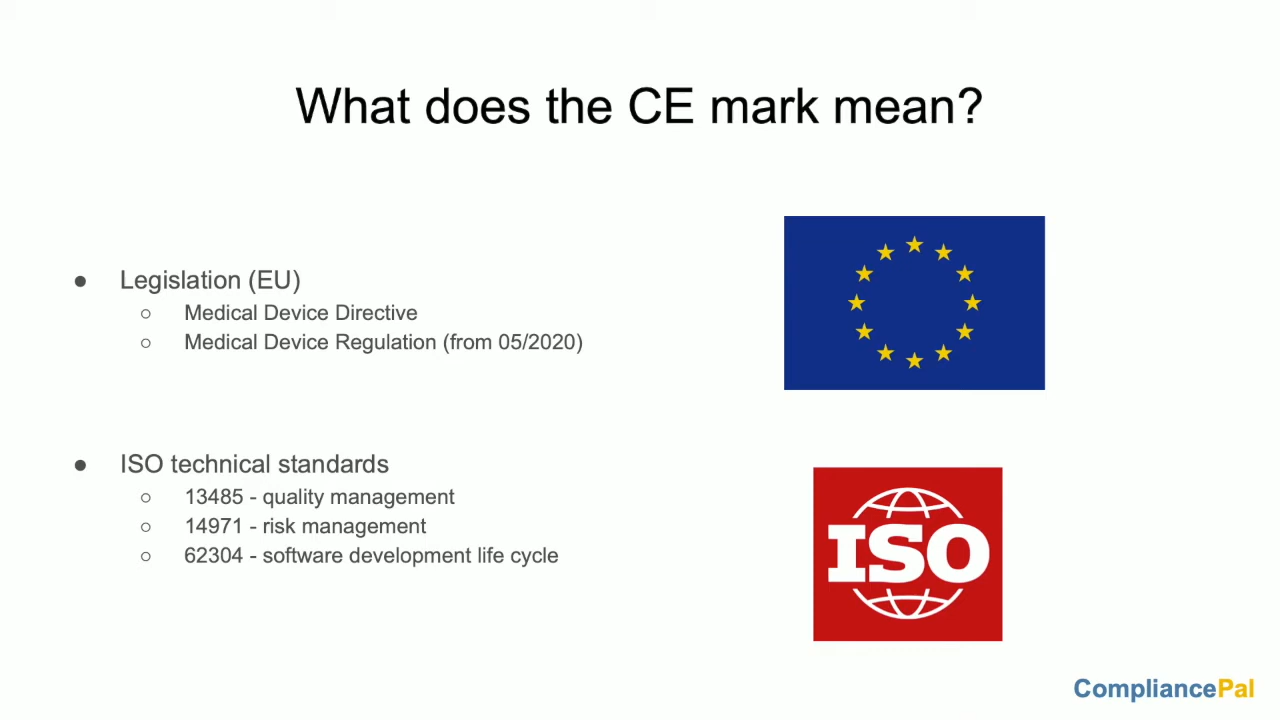 What does the CE mark mean?
● Legislation (EU)
○ Medical Device Directive
○ Medical Device Regulation (from 05/2020)
● ISO technical standards
○ 13485 - quality management
○ 14971 - risk management
○ 62304 - software development life cycle
ISO
CompliancePal